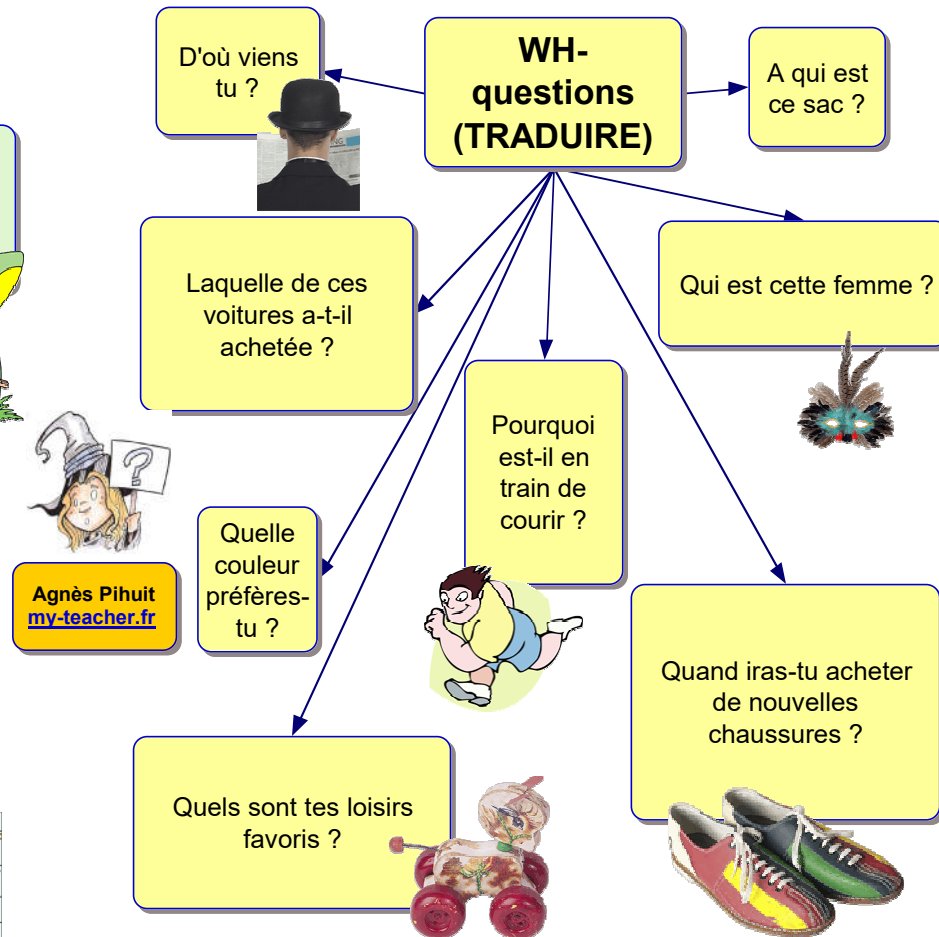 WH-
questions
(TRADUIRE)
D'où viens
tu ?
A qui est
ce sac ?
Laquelle de ces
voitures a-t-il
achetée ?
Qui est cette femme ?
Pourquoi
est-il en
train de
courir ?
Quelle
couleur
préfères-
tu ?
?
Agnès Pihuit
my-teacher.fr
Quand iras-tu acheter
de nouvelles
chaussures ?
Quels sont tes loisirs
favoris ?